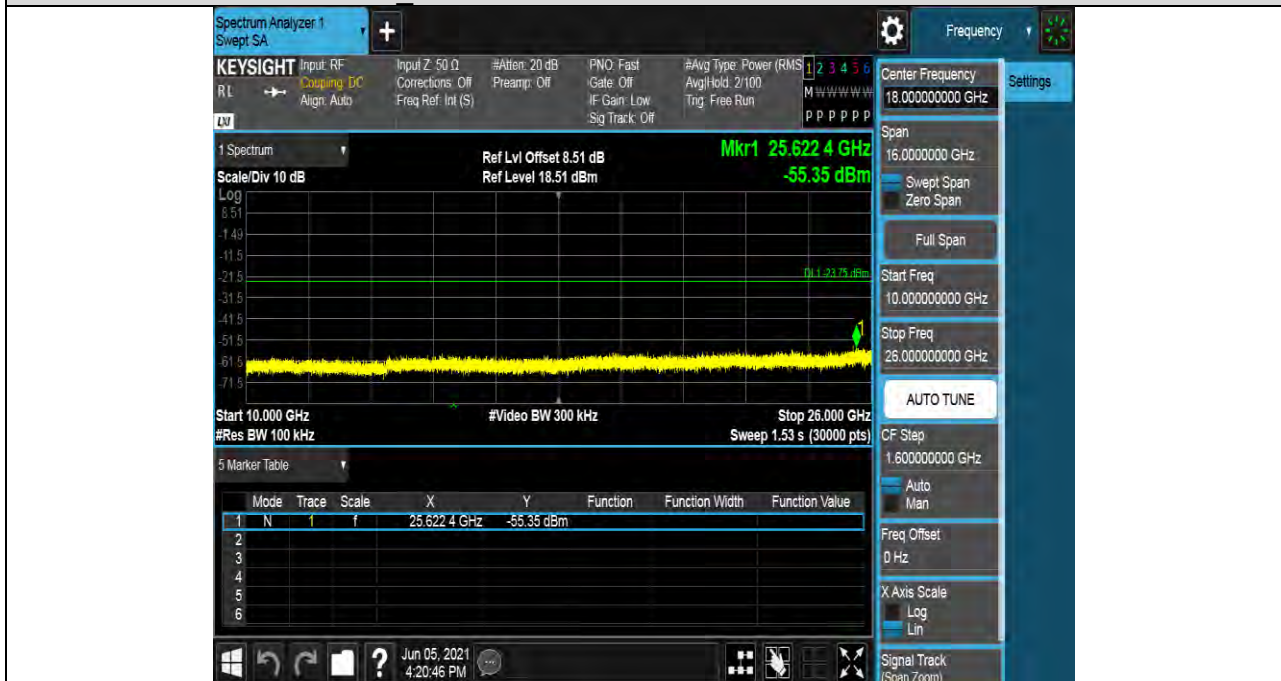 Spectrum Analyzer 1
Swept SA
+
Frequency
KEYSIGHT
RL
LXI
Input: RF
Coupling: DC
Align: Auto
Input Z: 50 Ω
Corrections: Off
Freq Ref: Int (S)
#Atten: 20 dB
Preamp: Off
PNO: Fast
Gate: Off
IF Gain: Low
Sig Track: Off
#Avg Type: Power (RMS
Avg|Hold: 2/100
Trig: Free Run
1 2 3 4 5 6
M W W W W W
P P P P P P
1 Spectrum
Scale/Div 10 dB
Ref Lvl Offset 8.51 dB
Ref Level 18.51 dBm
Mkr1 25.622 4 GHz
-55.35 dBm
Log
8.51
-1.49
-11.5
-21.5
-31.5
-41.5
-51.5
-61.5
-71.5
DL1 -23.75 dBm
1
Start 10.000 GHz
#Res BW 100 kHz
#Video BW 300 kHz
Stop 26.000 GHz
Sweep 1.53 s (30000 pts)
5 Marker Table
Mode Trace Scale X Y Function Function Width Function Value
1 N 1 f 25.622 4 GHz -55.35 dBm
2
3
4
5
6
?
Jun 05, 2021
4:20:46 PM
Center Frequency
18.000000000 GHz
Settings
Span
16.0000000 GHz
Swept Span
Zero Span
Full Span
Start Freq
10.000000000 GHz
Stop Freq
26.000000000 GHz
AUTO TUNE
CF Step
1.600000000 GHz
Auto
Man
Freq Offset
0 Hz
X Axis Scale
Log
Lin
Signal Track
(Span Zoom)